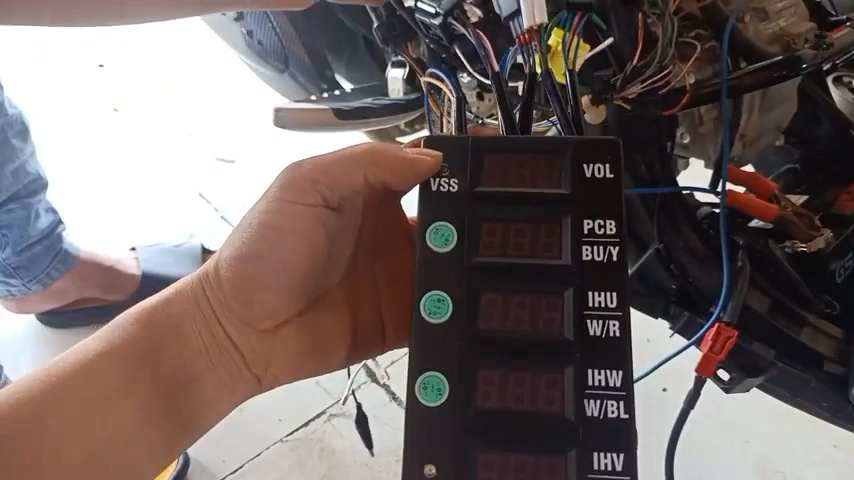 VSS
VOL
PCB
BU/Y
IHU
W/R
IHW
W/BL
IHV